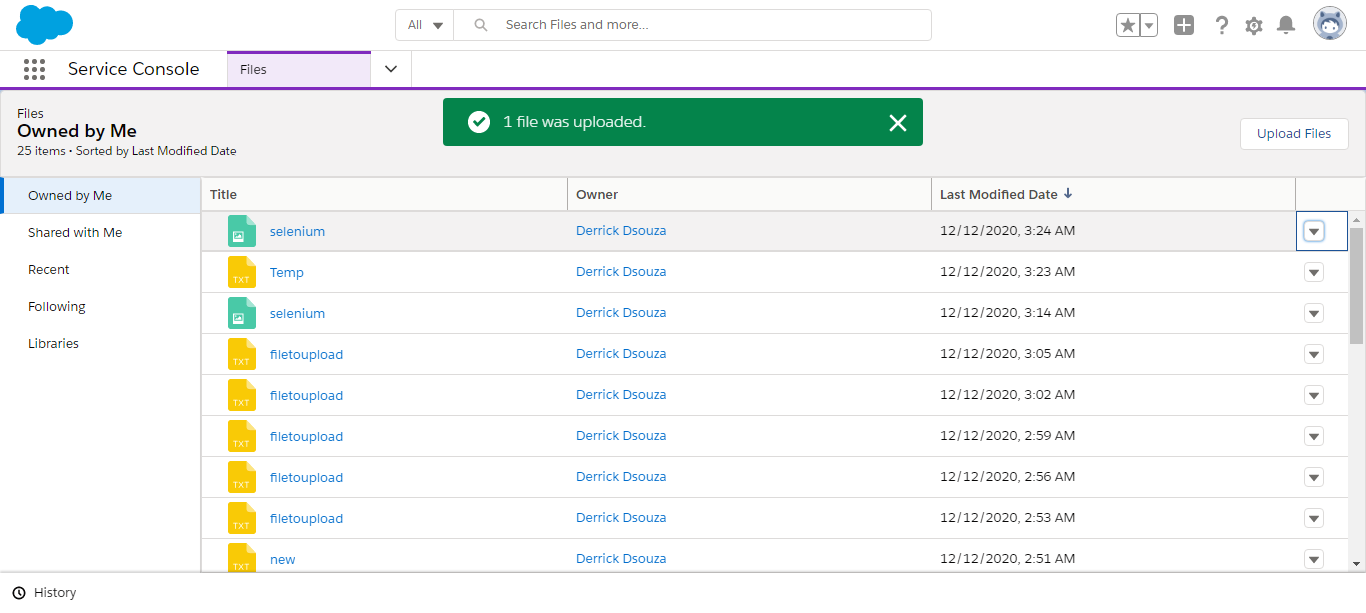 All
Search Files and more...
Service Console
Files
Files
Owned by Me
25 items • Sorted by Last Modified Date
1 file was uploaded.
Upload Files
Owned by Me
Shared with Me
Recent
Following
Libraries
Title Owner Last Modified Date
selenium Derrick Dsouza 12/12/2020, 3:24 AM
TXT Temp Derrick Dsouza 12/12/2020, 3:23 AM
selenium Derrick Dsouza 12/12/2020, 3:14 AM
TXT filetoupload Derrick Dsouza 12/12/2020, 3:05 AM
TXT filetoupload Derrick Dsouza 12/12/2020, 3:02 AM
TXT filetoupload Derrick Dsouza 12/12/2020, 2:59 AM
TXT filetoupload Derrick Dsouza 12/12/2020, 2:56 AM
TXT filetoupload Derrick Dsouza 12/12/2020, 2:53 AM
TXT new Derrick Dsouza 12/12/2020, 2:51 AM
History